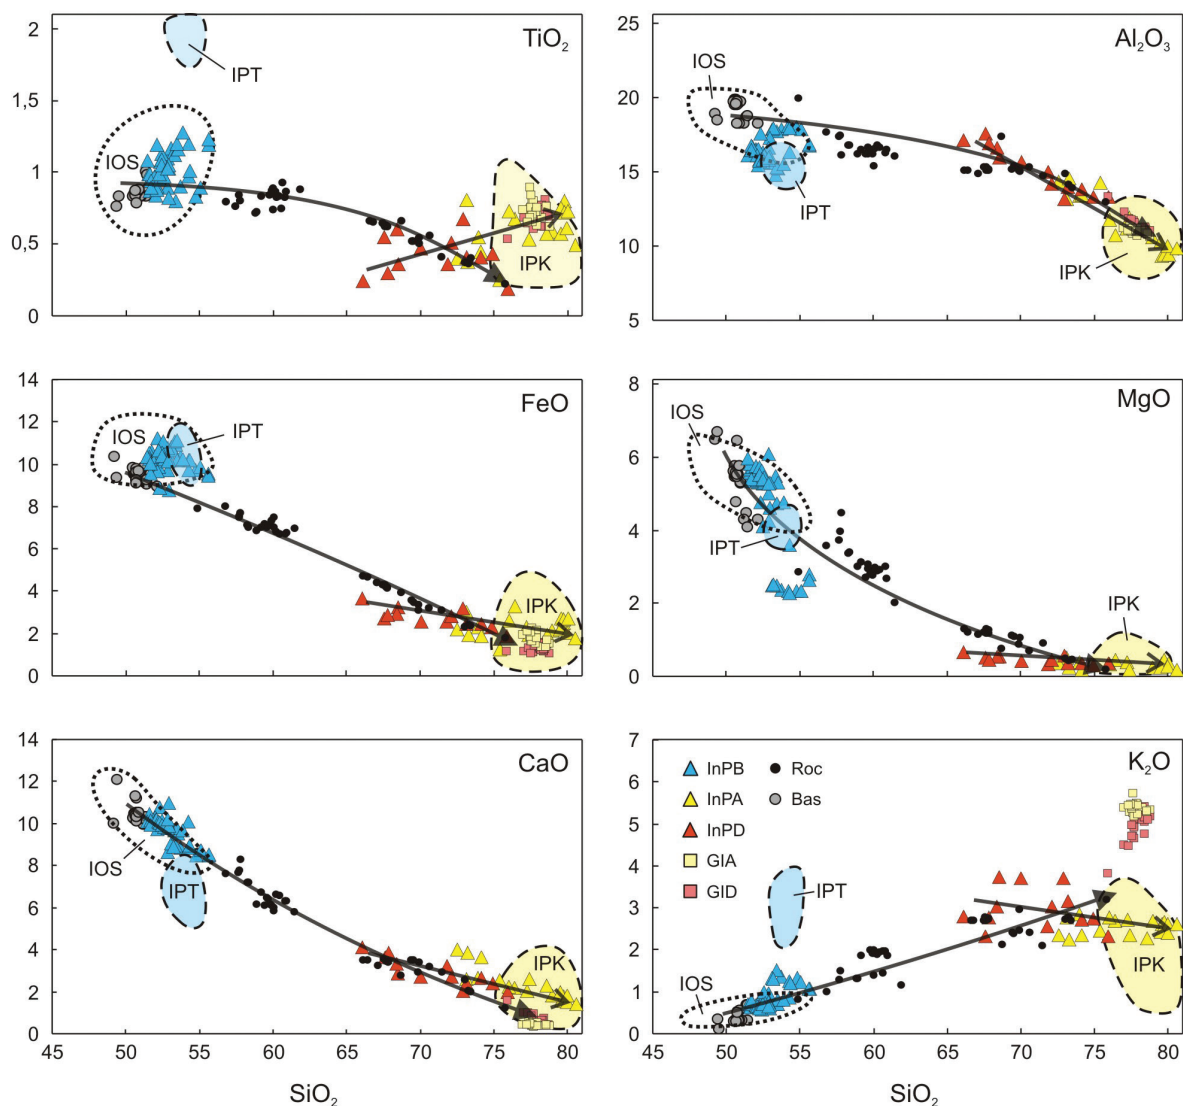 TiO2
2
1,5
1
0,5
0
IPT
IOS
IPK
Al2O3
25
20
15
10
5
IOS
IPT
IPK
FeO
14
12
10
8
6
4
2
0
IOS
IPT
IPK
MgO
8
6
4
2
0
IOS
IPT
IPK
CaO
14
12
10
8
6
4
2
0
IOS
IPT
IPK
45 50 55 60 65 70 75 80
SiO2
K2O
7
6
5
4
3
2
1
0
InPB
InPA
InPD
GIA
GID
Roc
Bas
IPT
IOS
IPK
45 50 55 60 65 70 75 80
SiO2